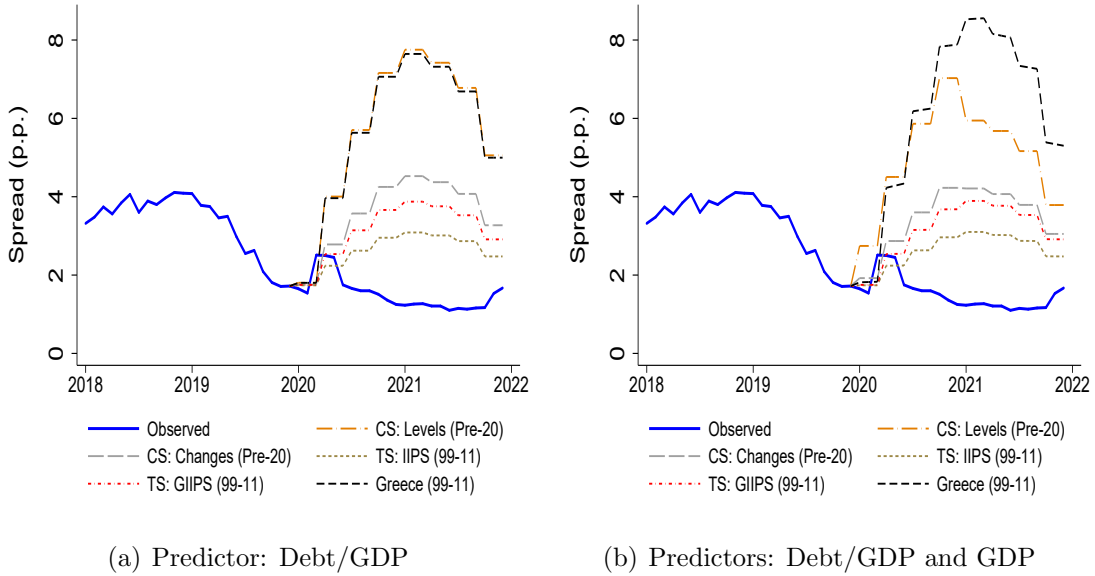 8
6
4
2
0
Spread (p.p.)
2018 2019 2020 2021 2022
Observed
CS: Levels (Pre-20)
CS: Changes (Pre-20)
TS: IIPS (99-11)
TS: GIIPS (99-11)
Greece (99-11)
(a) Predictor: Debt/GDP
8
6
4
2
0
Spread (p.p.)
2018 2019 2020 2021 2022
Observed
CS: Levels (Pre-20)
CS: Changes (Pre-20)
TS: IIPS (99-11)
TS: GIIPS (99-11)
Greece (99-11)
(b) Predictors: Debt/GDP and GDP